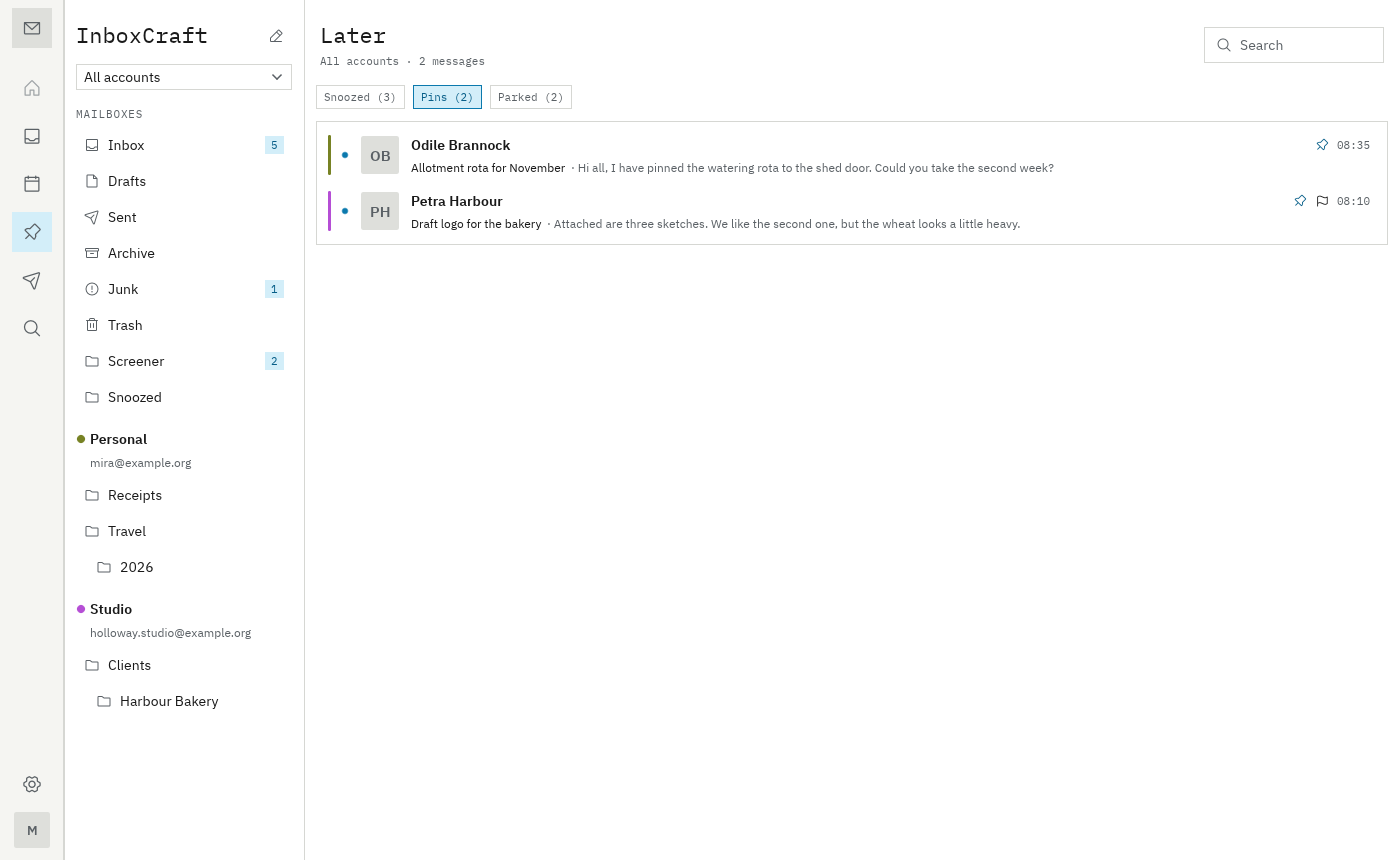 InboxCraft
All accounts
MAILBOXES
Inbox 5
Drafts
Sent
Archive
Junk 1
Trash
Screener 2
Snoozed
Personal
mira@example.org
Receipts
Travel
2026
Studio
holloway.studio@example.org
Clients
Harbour Bakery
M
Later
All accounts · 2 messages
Search
Snoozed (3) Pins (2) Parked (2)
OB Odile Brannock 08:35
Allotment rota for November · Hi all, I have pinned the watering rota to the shed door. Could you take the second week?
PH Petra Harbour 08:10
Draft logo for the bakery · Attached are three sketches. We like the second one, but the wheat looks a little heavy.